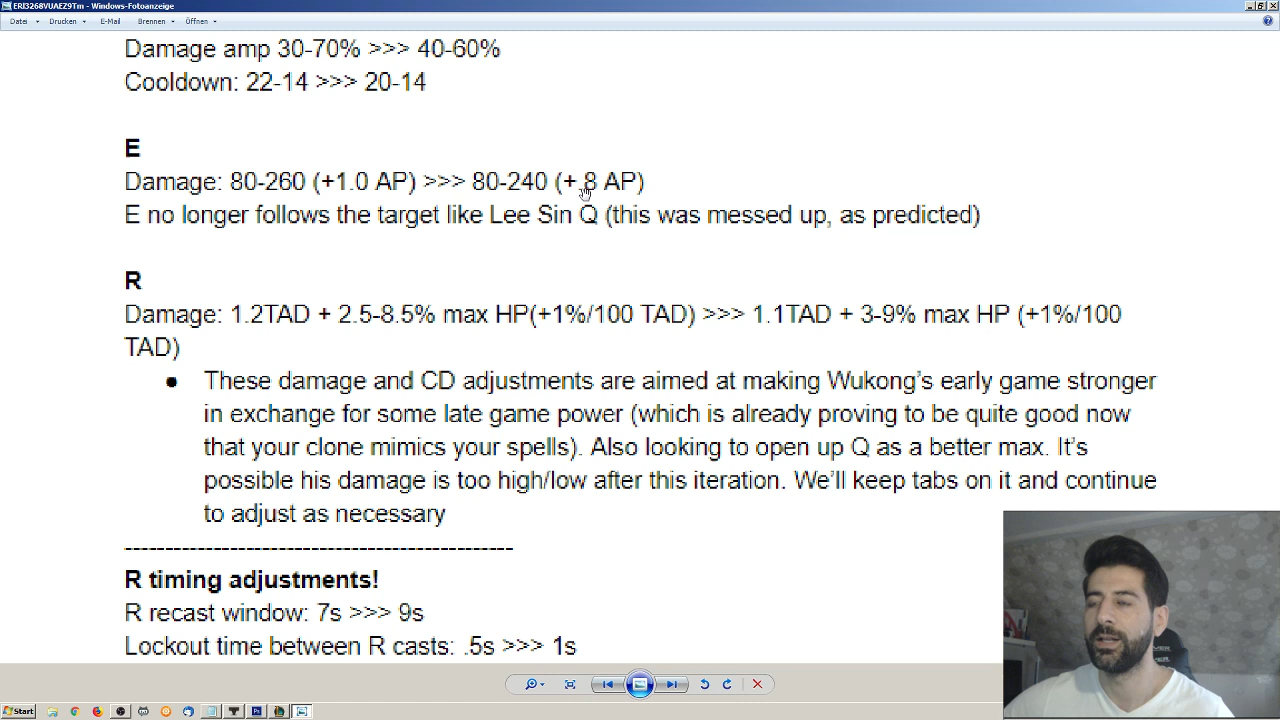 ERI3268VUAEZ9Tm - Windows-Fotoanzeige
Datei Drucken E-Mail Brennen Öffnen
Damage amp 30-70% >>> 40-60%
Cooldown: 22-14 >>> 20-14
E
Damage: 80-260 (+1.0 AP) >>> 80-240 (+.8 AP)
E no longer follows the target like Lee Sin Q (this was messed up, as predicted)
R
Damage: 1.2TAD + 2.5-8.5% max HP(+1%/100 TAD) >>> 1.1TAD + 3-9% max HP (+1%/100
TAD)
● These damage and CD adjustments are aimed at making Wukong's early game stronger
in exchange for some late game power (which is already proving to be quite good now
that your clone mimics your spells). Also looking to open up Q as a better max. It's
possible his damage is too high/low after this iteration. We'll keep tabs on it and continue
to adjust as necessary
-----------------------------------------------
R timing adjustments!
R recast window: 7s >>> 9s
Lockout time between R casts: .5s >>> 1s
Start